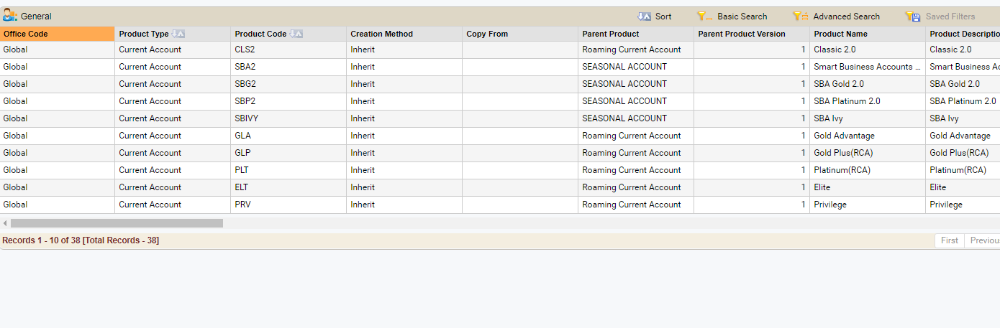 General Sort Basic Search Advanced Search Saved Filters
Office Code Product Type Product Code Creation Method Copy From Parent Product Parent Product Version Product Name Product Descriptio
Global Current Account CLS2 Inherit Roaming Current Account 1 Classic 2.0 Classic 2.0
Global Current Account SBA2 Inherit SEASONAL ACCOUNT 1 Smart Business Accounts ... Smart Business Ac
Global Current Account SBG2 Inherit SEASONAL ACCOUNT 1 SBA Gold 2.0 SBA Gold 2.0
Global Current Account SBP2 Inherit SEASONAL ACCOUNT 1 SBA Platinum 2.0 SBA Platinum 2.0
Global Current Account SBIVY Inherit SEASONAL ACCOUNT 1 SBA Ivy SBA Ivy
Global Current Account GLA Inherit Roaming Current Account 1 Gold Advantage Gold Advantage
Global Current Account GLP Inherit Roaming Current Account 1 Gold Plus(RCA) Gold Plus(RCA)
Global Current Account PLT Inherit Roaming Current Account 1 Platinum(RCA) Platinum(RCA)
Global Current Account ELT Inherit Roaming Current Account 1 Elite Elite
Global Current Account PRV Inherit Roaming Current Account 1 Privilege Privilege
Records 1 - 10 of 38 [Total Records - 38] First Previou